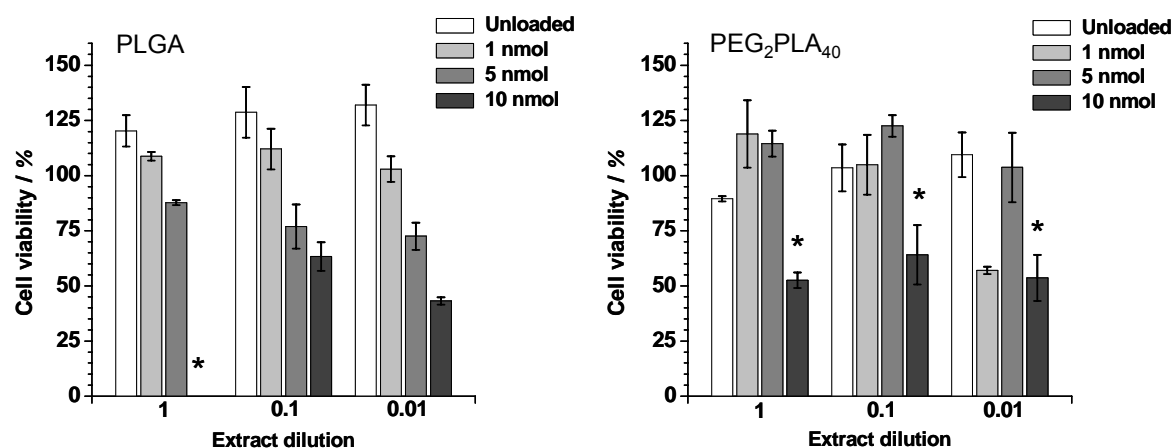 PLGA
Unloaded
1 nmol
5 nmol
10 nmol
150
125
100
75
50
25
0
Cell viability / %
*
1
0.1
0.01
Extract dilution
PEG₂PLA₄₀
Unloaded
1 nmol
5 nmol
10 nmol
150
125
100
75
50
25
0
Cell viability / %
*
*
*
1
0.1
0.01
Extract dilution